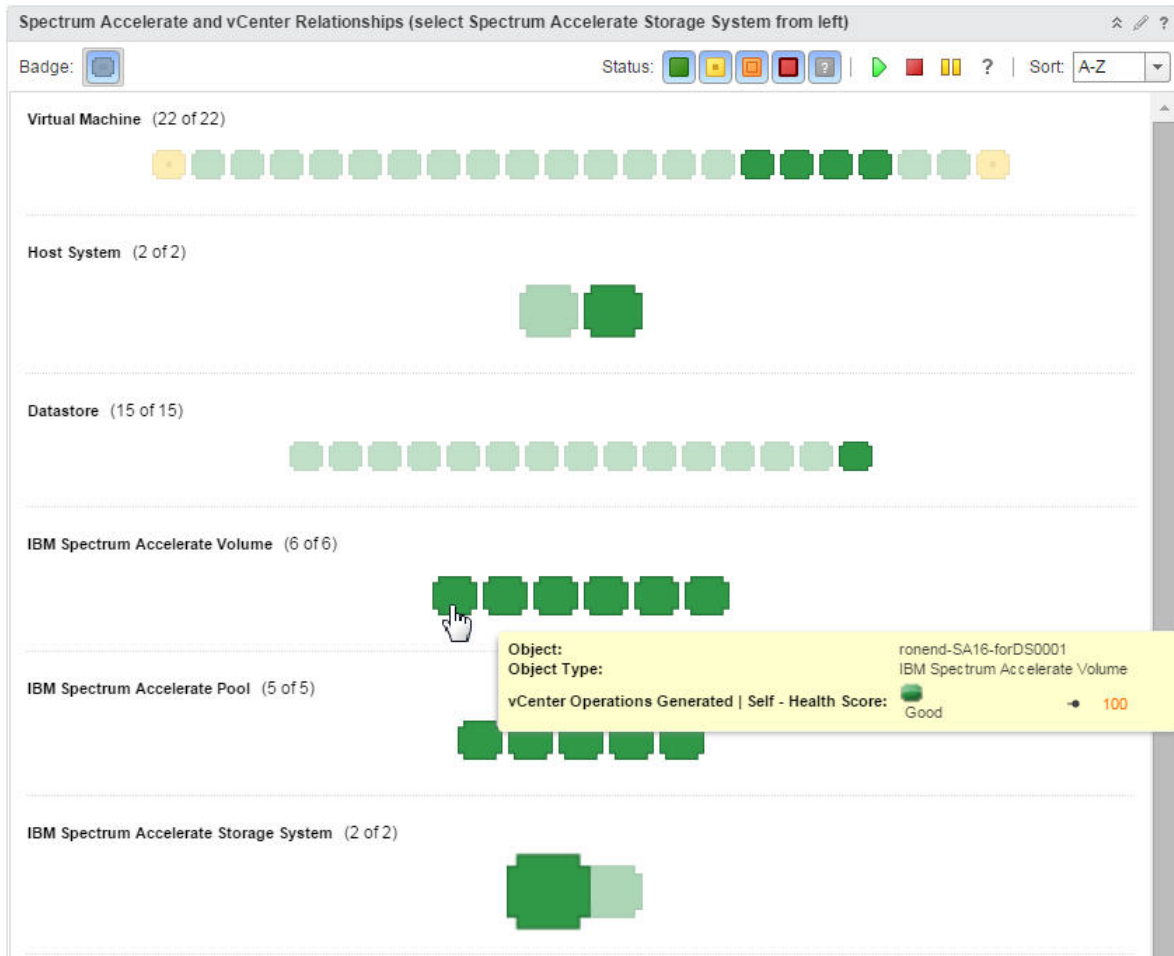 Spectrum Accelerate and vCenter Relationships (select Spectrum Accelerate Storage System from left) ?
Badge: Status: ? ? Sort: A-Z
Virtual Machine (22 of 22)
Host System (2 of 2)
Datastore (15 of 15)
IBM Spectrum Accelerate Volume (6 of 6)
Object: ronend-SA16-forDS0001
Object Type: IBM Spectrum Accelerate Volume
IBM Spectrum Accelerate Pool (5 of 5)
vCenter Operations Generated | Self - Health Score: Good 100
IBM Spectrum Accelerate Storage System (2 of 2)